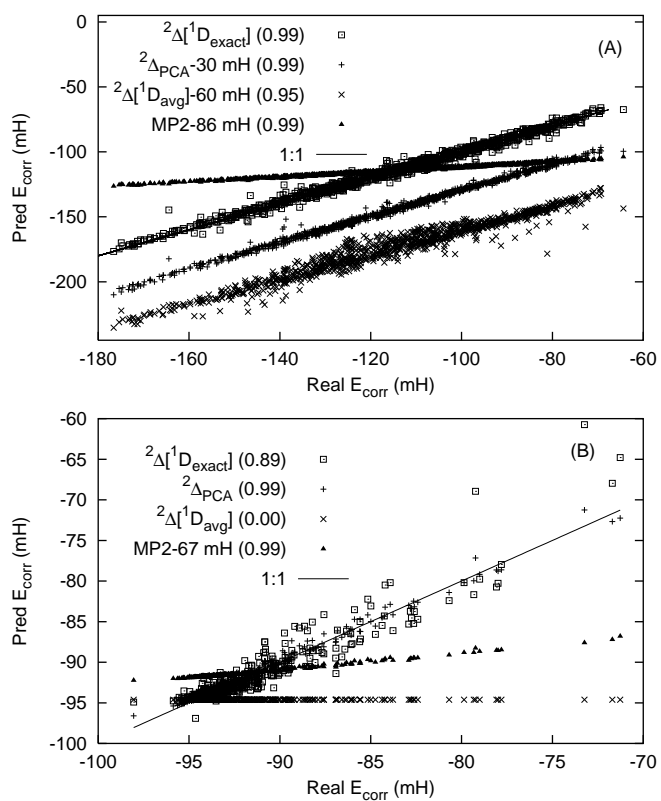 0
-50
-100
-150
-200
Pred E_corr (mH)
(A)
²Δ[¹D_exact] (0.99)
²Δ_PCA-30 mH (0.99)
²Δ[¹D_avg]-60 mH (0.95)
MP2-86 mH (0.99)
1:1
-180 -160 -140 -120 -100 -80 -60
Real E_corr (mH)
-60
-65
-70
-75
-80
-85
-90
-95
-100
Pred E_corr (mH)
(B)
²Δ[¹D_exact] (0.89)
²Δ_PCA (0.99)
²Δ[¹D_avg] (0.00)
MP2-67 mH (0.99)
1:1
-100 -95 -90 -85 -80 -75 -70
Real E_corr (mH)